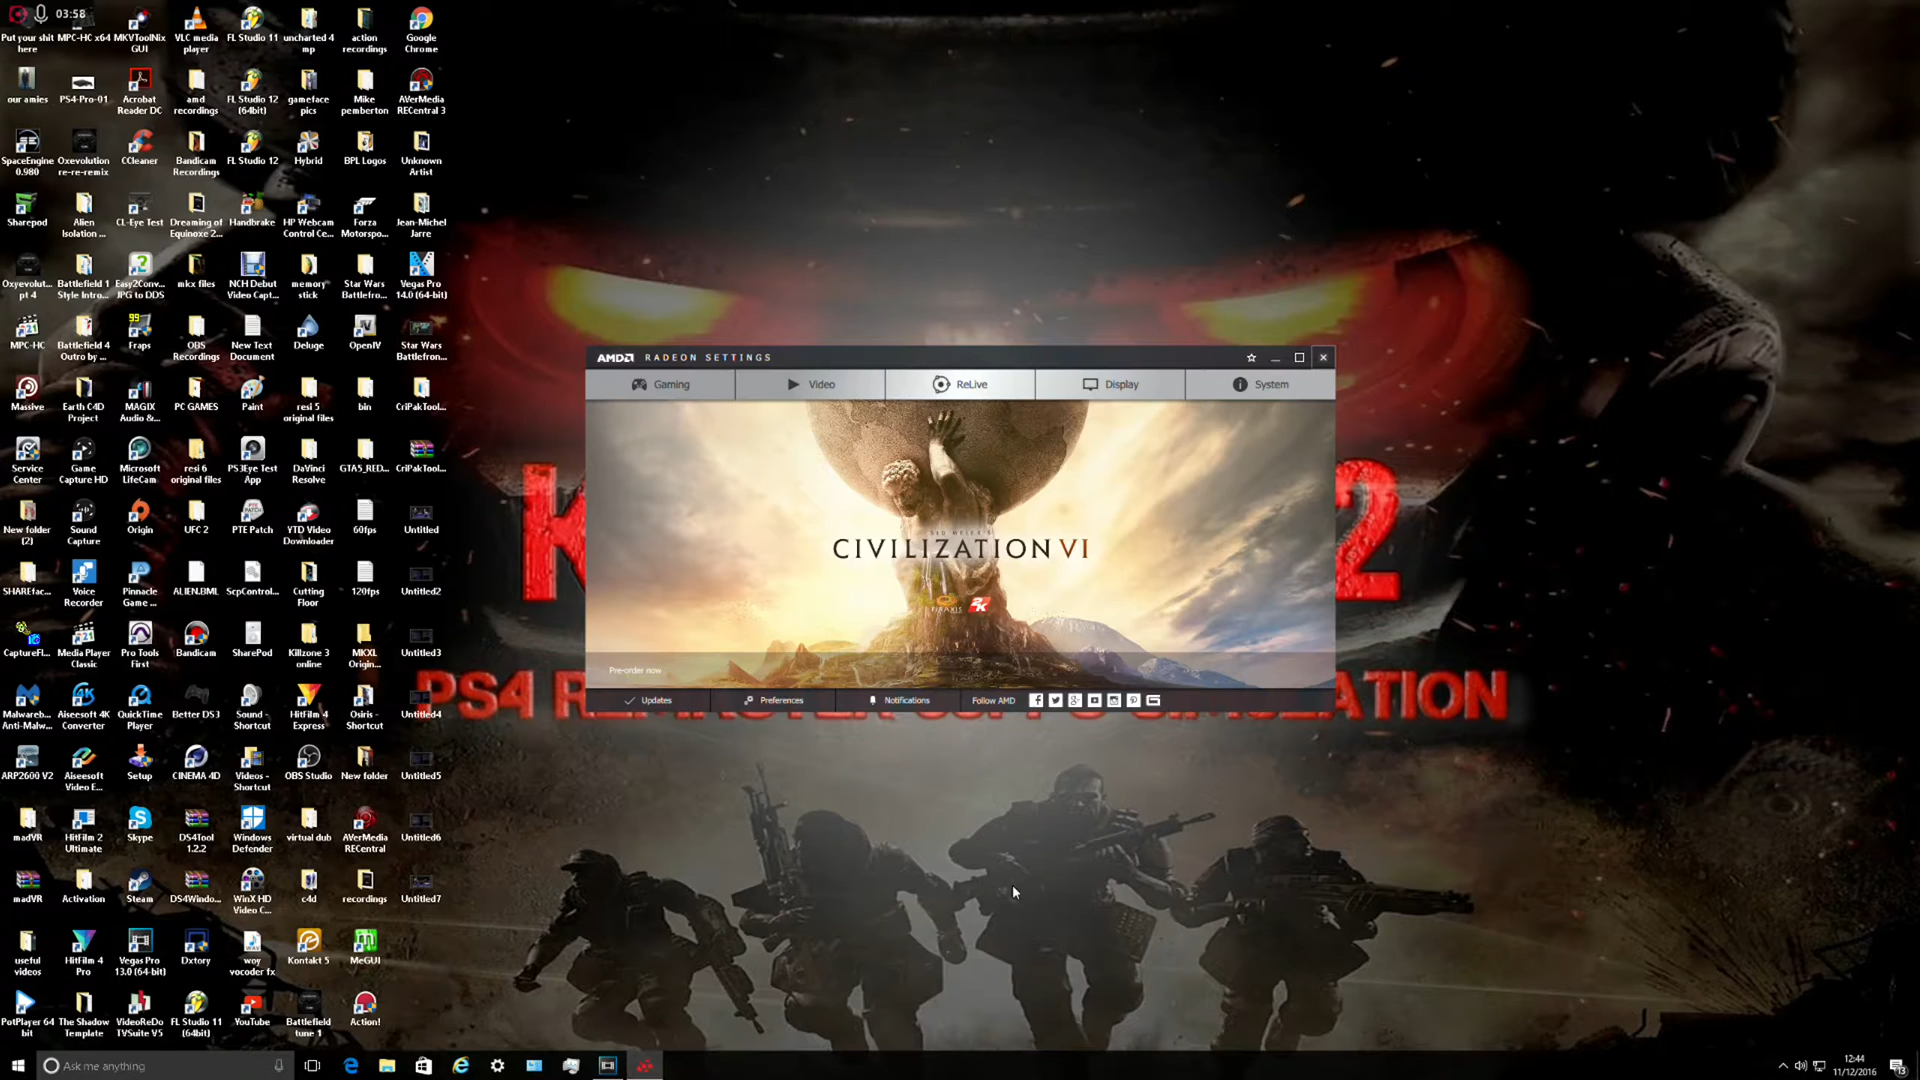 03:58
Put your shit here
MPC-HC x64
MKVToolNix GUI
VLC media player
FL Studio 11
uncharted 4 mp
action recordings
Google Chrome
our amies
PS4-Pro-01
Acrobat Reader DC
amd recordings
FL Studio 12 (64bit)
gameface pics
Mike pemberton
AVerMedia RECentral 3
SpaceEngine 0.980
Oxevolution re-re-remix
CCleaner
Bandicam Recordings
FL Studio 12
Hybrid
BPL Logos
Unknown Artist
Sharepod
Alien Isolation ...
CL-Eye Test
Dreaming of Equinoxe 2...
Handbrake
HP Webcam Control Ce...
Forza Motorspo...
Jean-Michel Jarre
Oxyevolut... pt 4
Battlefield 1 Style Intro...
Easy2Conv... JPG to DDS
mkx files
NCH Debut Video Capt...
memory stick
Star Wars Battlefro...
Vegas Pro 14.0 (64-bit)
MPC-HC
Battlefield 4 Outro by ...
99
Fraps
OBS Recordings
New Text Document
Deluge
OpenIV
Star Wars Battlefron...
Massive
Earth C4D Project
MAGIX Audio &...
PC GAMES
Paint
resi 5 original files
bin
CriPakTool...
Service Center
Game Capture HD
Microsoft LifeCam
resi 6 original files
PS3Eye Test App
DaVinci Resolve
GTA5_RED...
CriPakTool...
New folder (2)
Sound Capture
Origin
UFC 2
PTE Patch
YTD Video Downloader
60fps
Untitled
SHAREfac...
Voice Recorder
Pinnacle Game ...
ALIEN.BML
ScpControl...
Cutting Floor
120fps
Untitled2
CaptureFl...
Media Player Classic
Pro Tools First
Bandicam
SharePod
Killzone 3 online
MKXL Origin...
Untitled3
Malwareb... Anti-Malw...
Aiseesoft 4K Converter
QuickTime Player
Better DS3
Sound - Shortcut
HitFilm 4 Express
Osiris - Shortcut
Untitled4
ARP2600 V2
Aiseesoft Video E...
Setup
CINEMA 4D
Videos - Shortcut
OBS Studio
New folder
Untitled5
madVR
HitFilm 2 Ultimate
Skype
DS4Tool 1.2.2
Windows Defender
virtual dub
AVerMedia RECentral
Untitled6
madVR
Activation
Steam
DS4Windo...
WinX HD Video C...
c4d
recordings
Untitled7
useful videos
HitFilm 4 Pro
Vegas Pro 13.0 (64-bit)
Dxtory
woy vocoder fx
Kontakt 5
MeGUI
PotPlayer 64 bit
The Shadow Template
VideoReDo TVSuite V5
FL Studio 11 (64bit)
YouTube
Battlefield tune 1
Action!
AMD RADEON SETTINGS
Gaming
Video
ReLive
Display
System
SID MEIER'S
CIVILIZATION VI
FIRAXIS
2K
Pre-order now
Updates
Preferences
Notifications
Follow AMD
K
2
PS4 RE
ATION
Ask me anything
12:44
11/12/2016
13